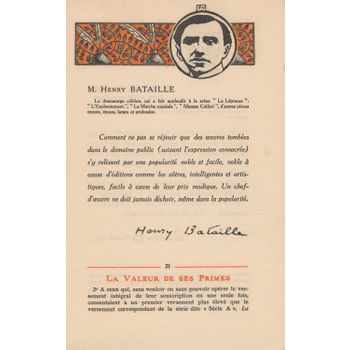 M. HENRY BATAILLE
Le dramaturge célèbre, qui a fait applaudir à la scène " La Lépreuse ",
" L'Enchantement ", " La Marche nuptiale ", " Maman Colibri ", d'autres pièces
encore, émues, larges et profondes.
Comment ne pas se réjouir que des œuvres tombées
dans le domaine public (suivant l'expression consacrée)
s'y relèvent par une popularité noble et facile, noble à
cause d'éditions comme les vôtres, intelligentes et artis-
tiques, facile à cause de leur prix modique. Un chef-
d'œuvre ne doit jamais déchoir, même dans la popularité.
Henry Bataille
21
LA VALEUR DE SES PRIMES
2º A ceux qui, sans vouloir ou sans pouvoir opérer le ver-
sement intégral de leur souscription en une seule fois,
consentaient à un premier versement plus élevé que le
versement correspondant de la série dite « Série A », La